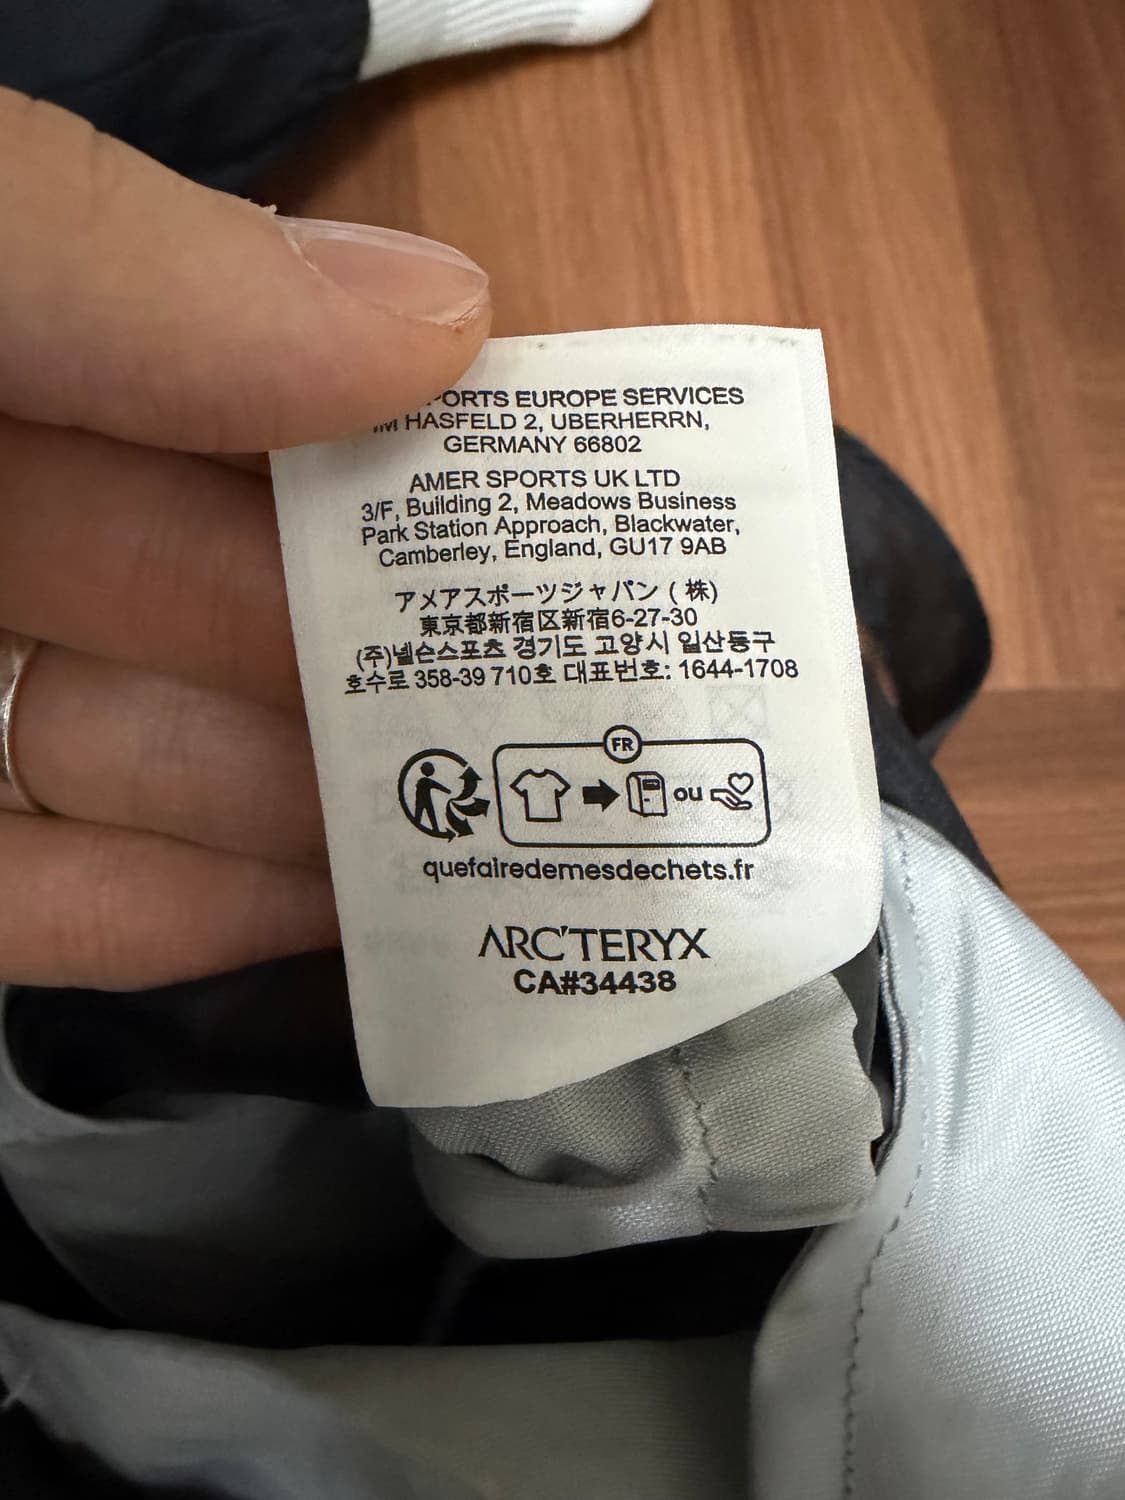 SPORTS EUROPE SERVICES
IM HASFELD 2, UBERHERRN,
GERMANY 66802
AMER SPORTS UK LTD
3/F, Building 2, Meadows Business
Park Station Approach, Blackwater,
Camberley, England, GU17 9AB
アメアスポーツジャパン ( 株)
東京都新宿区新宿6-27-30
(주)넬슨스포츠 경기도 고양시 일산동구
호수로 358-39 710호 대표번호: 1644-1708
FR
ou
quefairedemesdechets.fr
ARC'TERYX
CA#34438